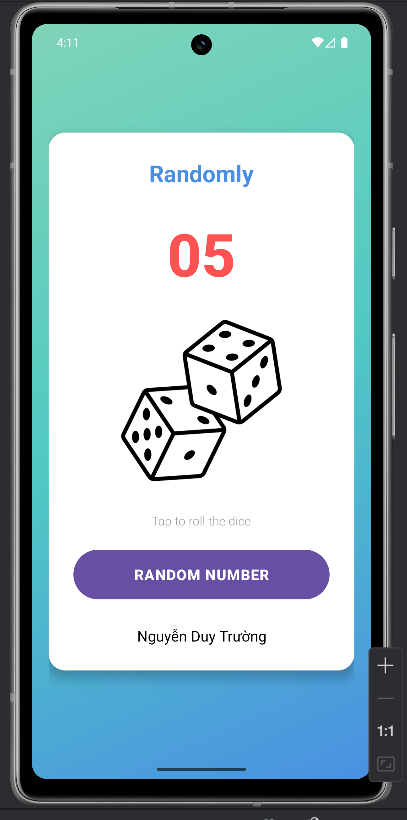 4:11
Randomly
05
Tap to roll the dice
RANDOM NUMBER
Nguyễn Duy Trường
1:1